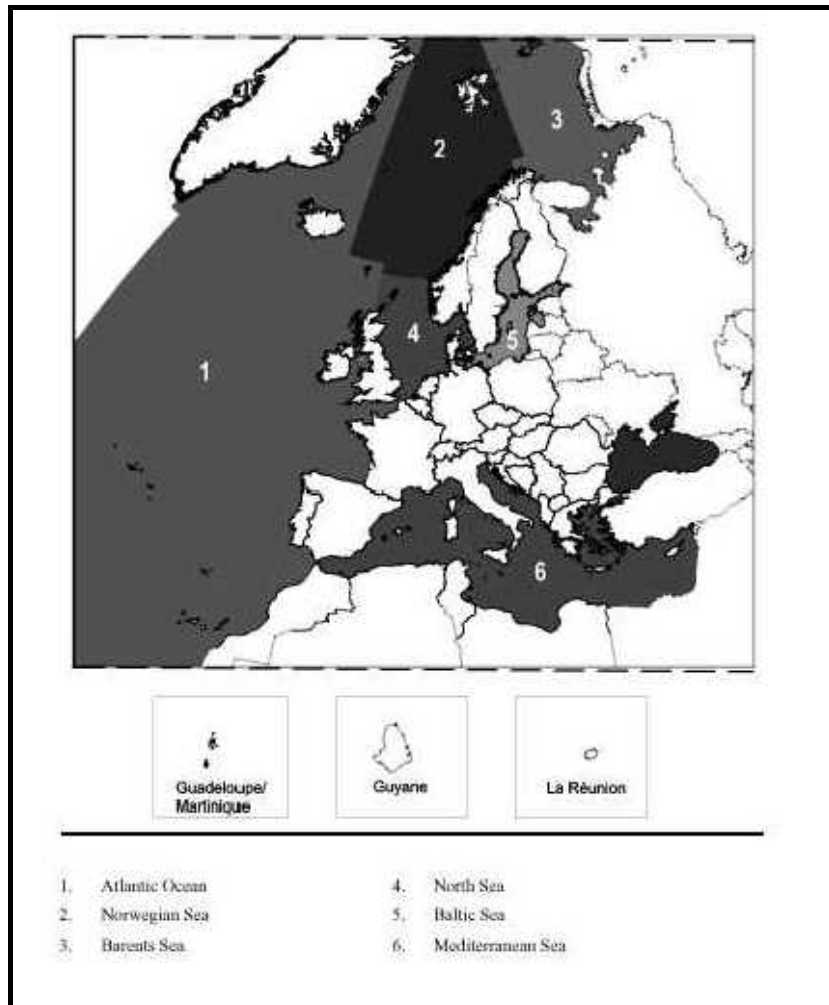 3
2
4
5
1
6
Guadeloupe/
Martinique
Guyane
La Réunion
1. Atlantic Ocean
2. Norwegian Sea
3. Barents Sea
4. North Sea
5. Baltic Sea
6. Mediterranean Sea